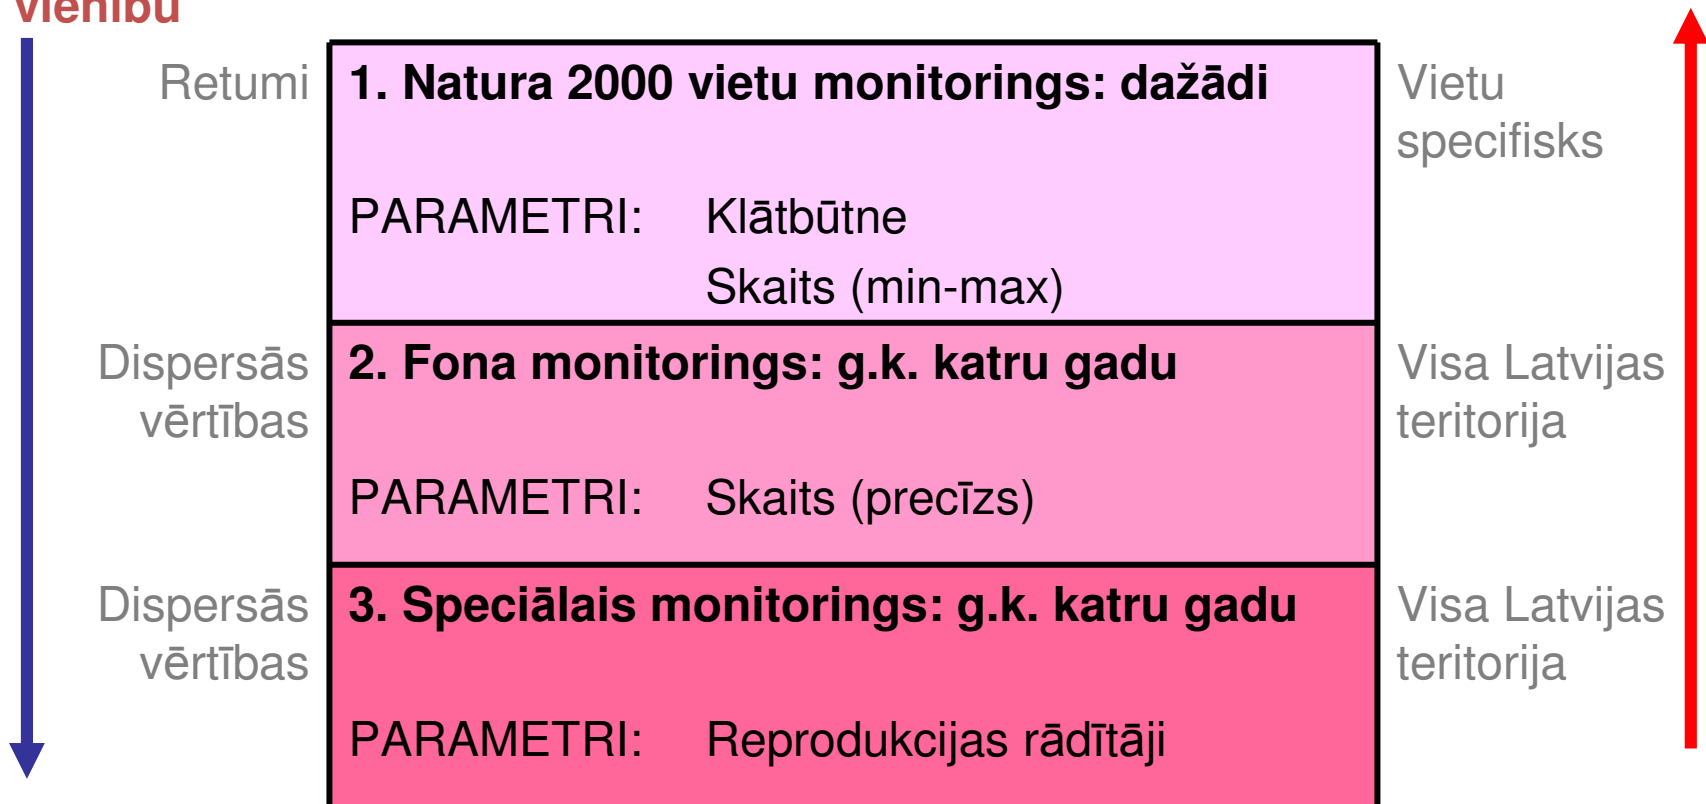 vienību
Retumi
1. Natura 2000 vietu monitorings: dažādi
Vietu
specifisks
PARAMETRI: Klātbūtne
Skaits (min-max)
Dispersās
vērtības
2. Fona monitorings: g.k. katru gadu
Visa Latvijas
teritorija
PARAMETRI: Skaits (precīzs)
Dispersās
vērtības
3. Speciālais monitorings: g.k. katru gadu
Visa Latvijas
teritorija
PARAMETRI: Reprodukcijas rādītāji